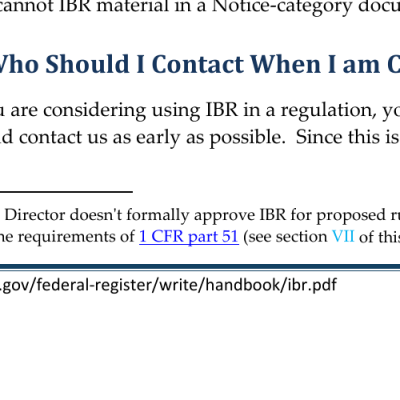 cannot IBR material in a Notice-category docu
Who Should I Contact When I am C
u are considering using IBR in a regulation, yo
d contact us as early as possible. Since this is
Director doesn't formally approve IBR for proposed r
he requirements of 1 CFR part 51 (see section VII of this
.gov/federal-register/write/handbook/ibr.pdf